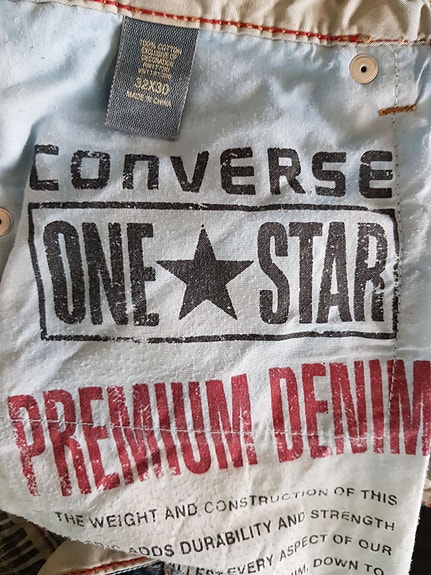 100% COTTON
EXCLUSIVE OF
DECORATION
32X30
MADE IN CHINA
CONVERSE
ONE ★ STAR
PREMIUM DENIM
THE WEIGHT AND CONSTRUCTION OF THIS
ADDS DURABILITY AND STRENGTH
EVERY ASPECT OF OUR
DOWN TO